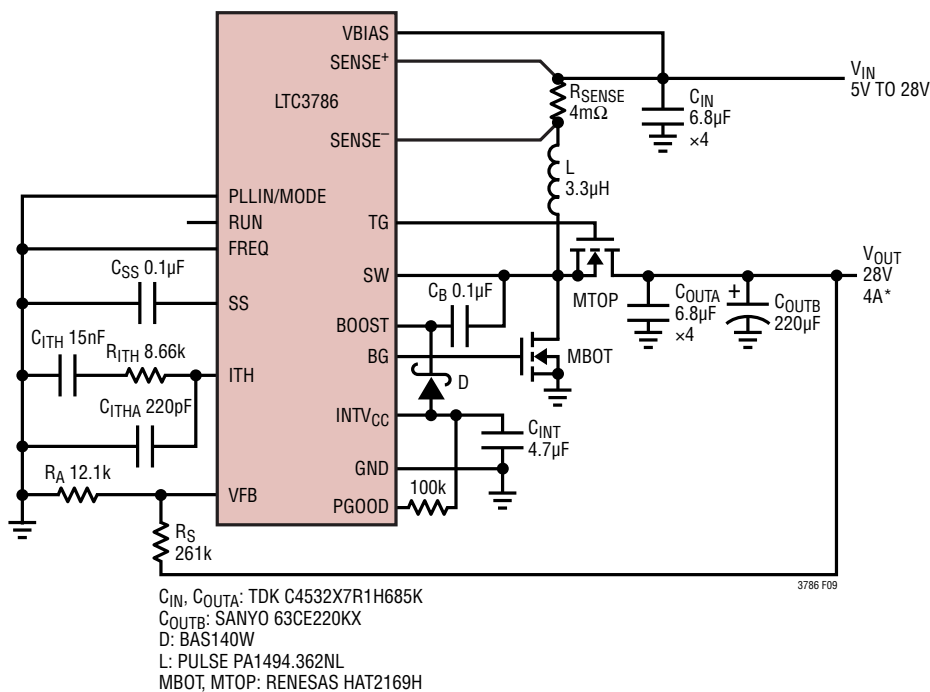 VBIAS
SENSE+
LTC3786
SENSE–
VIN
5V TO 28V
RSENSE
4mΩ
CIN
6.8µF
×4
L
3.3µH
PLLIN/MODE
RUN
FREQ
TG
CSS 0.1µF
SS
SW
VOUT
28V
4A*
CB 0.1µF
MTOP
COUTA
6.8µF
×4
+
COUTB
220µF
BOOST
CITH 15nF
RITH 8.66k
ITH
BG
MBOT
D
CITHA 220pF
INTVCC
CINT
4.7µF
GND
RA 12.1k
VFB
100k
PGOOD
RS
261k
3786 F09
CIN, COUTA: TDK C4532X7R1H685K
COUTB: SANYO 63CE220KX
D: BAS140W
L: PULSE PA1494.362NL
MBOT, MTOP: RENESAS HAT2169H